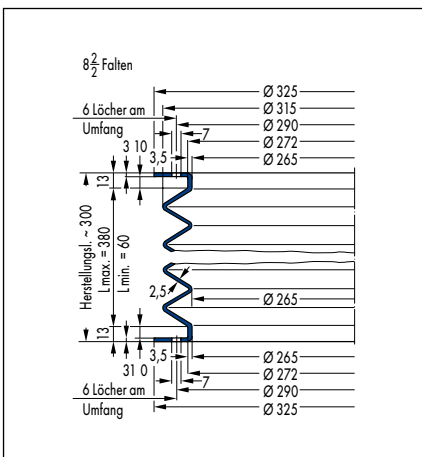 8 2/2 Falten
Ø 325
Ø 315
6 Löcher am
Umfang
Ø 290
7
Ø 272
3 10
3,5
Ø 265
13
Herstellungsl. ~ 300
L max. = 380
L min. = 60
2,5
Ø 265
13
3,5
Ø 265
31 0
7
Ø 272
6 Löcher am
Umfang
Ø 290
Ø 325